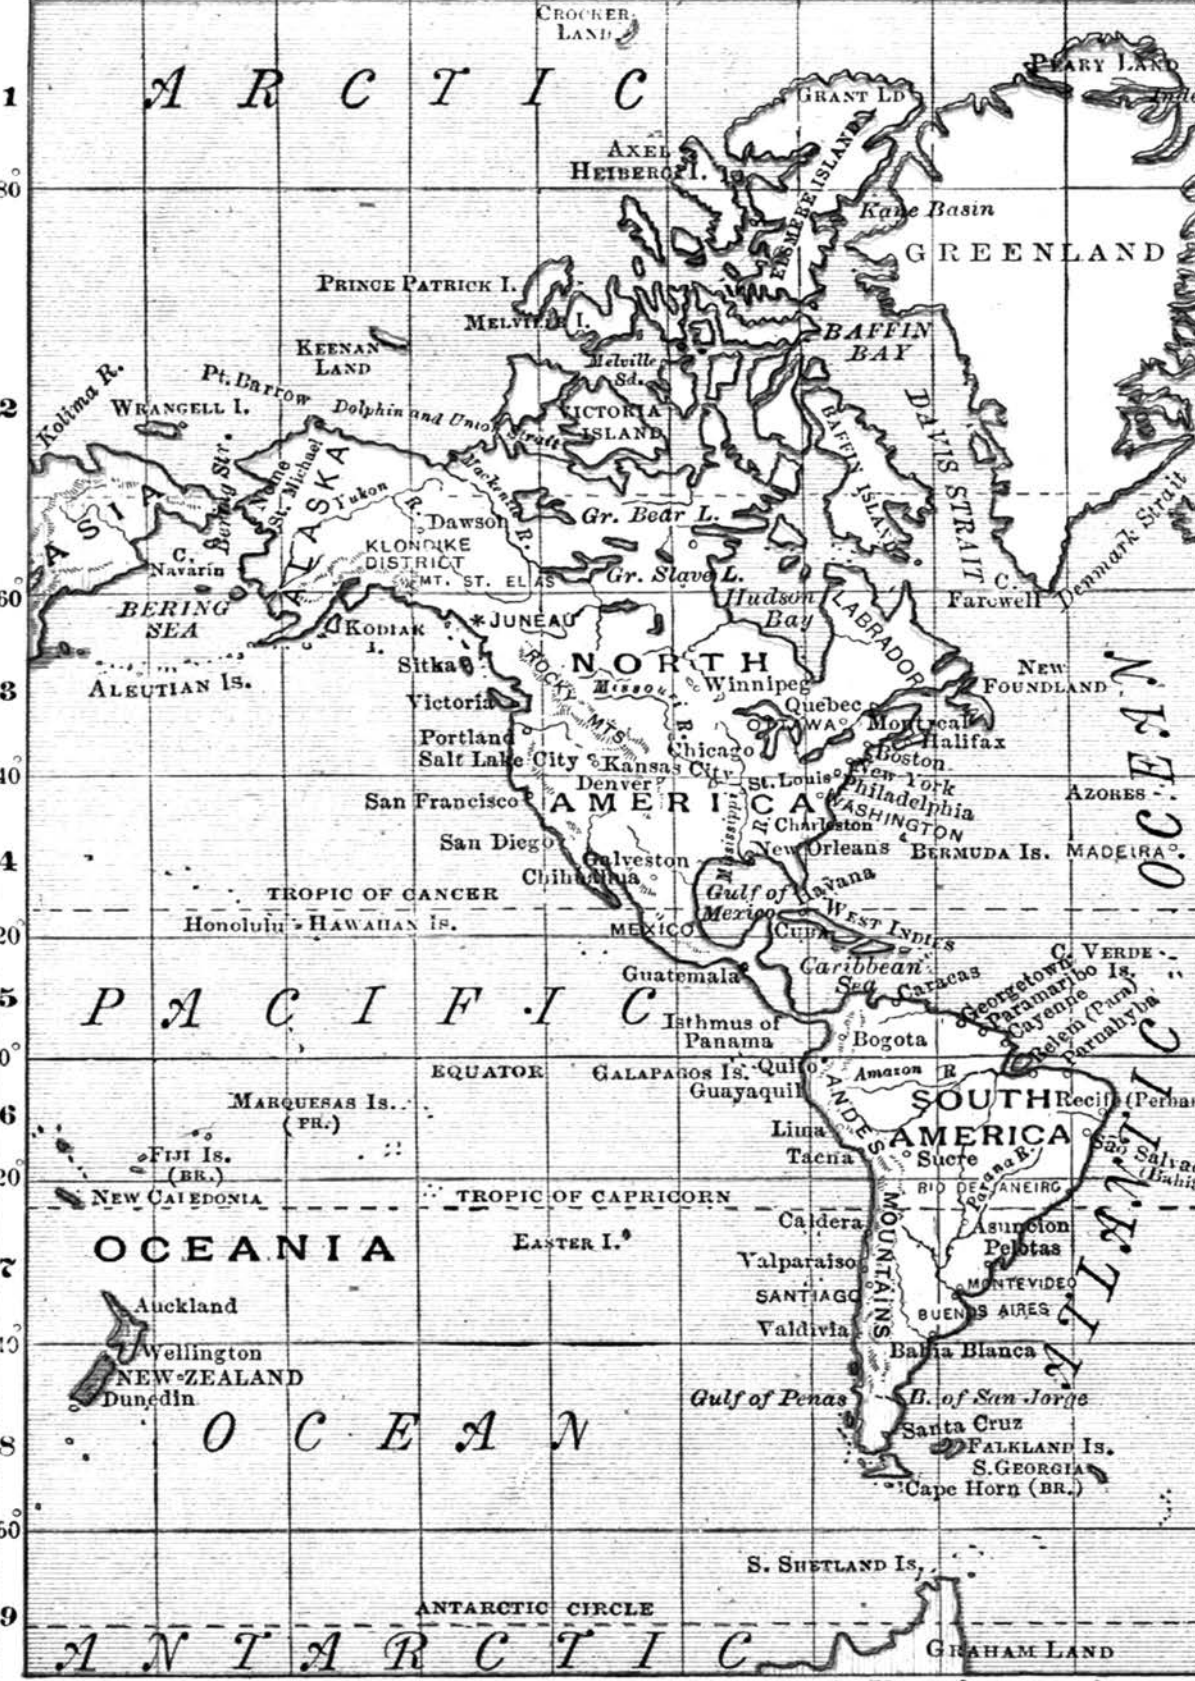 CROCKER
LAND
ARCTIC
PEARY LAND
GRANT LD
1
AXEL
HEIBERG I.
ELLSMERE ISLAND
80°
Kane Basin
GREENLAND
PRINCE PATRICK I.
MELVILLE I.
BAFFIN
BAY
KEENAN
LAND
Melville
Sd.
Kolima R.
Pt. Barrow
WRANGELL I.
Dolphin and Union Strait
VICTORIA
ISLAND
BAFFIN ISLAND
DAVIS STRAIT
2
Bering Str.
Nome
St. Michael
ALASKA
Yukon R.
Mackenzie R.
ASIA
Gr. Bear L.
Denmark Strait
Dawson
KLONDIKE
DISTRICT
C.
Navarin
MT. ST. ELIAS
Gr. Slave L.
C.
Farewell
60°
BERING
SEA
Hudson
Bay
LABRADOR
KODIAK
I.
*JUNEAU
Sitka
NORTH
ROCKY MTS
Missouri R.
Winnipeg
NEW
FOUNDLAND
ALEUTIAN IS.
3
Victoria
Quebec
OTTAWA
Montreal
Halifax
Portland
Chicago
Boston
Salt Lake City
Kansas City
New York
40°
Denver
St. Louis
Philadelphia
AZORES
San Francisco
AMERICA
WASHINGTON
Mississippi R.
Charleston
San Diego
New Orleans
BERMUDA IS.
MADEIRA
4
Galveston
Chihuahua
TROPIC OF CANCER
Gulf of
Mexico
Havana
WEST INDIES
Honolulu
HAWAIIAN IS.
20°
MEXICO
CUBA
Guatemala
Caribbean
Sea
Caracas
C. VERDE
IS.
Georgetown
Paramaribo
Cayenne
Belem (Para)
Parnahyba
5
PACIFIC
Isthmus of
Panama
Bogota
0°
EQUATOR
GALAPAGOS IS.
Quito
Amazon R
Guayaquil
MARQUESAS IS.
(FR.)
SOUTH
AMERICA
Recife (Pernam
6
ANDES MOUNTAINS
Lima
São Salva
(Bahi
FIJI IS.
(BR.)
Tacna
Sucre
Parana R.
20°
NEW CALEDONIA
TROPIC OF CAPRICORN
RIO DE JANEIRO
Caldera
Asuncion
OCEANIA
EASTER I.
Pelotas
7
Valparaiso
MONTEVIDEO
SANTIAGO
Auckland
BUENOS AIRES
Valdivia
40°
Wellington
Bahia Blanca
ATLANTIC OCEAN
NEW ZEALAND
Dunedin
Gulf of Penas
B. of San Jorge
OCEAN
Santa Cruz
8
FALKLAND IS.
S. GEORGIA
Cape Horn (BR.)
60°
S. SHETLAND IS.
9
ANTARCTIC CIRCLE
ANTARCTIC
GRAHAM LAND